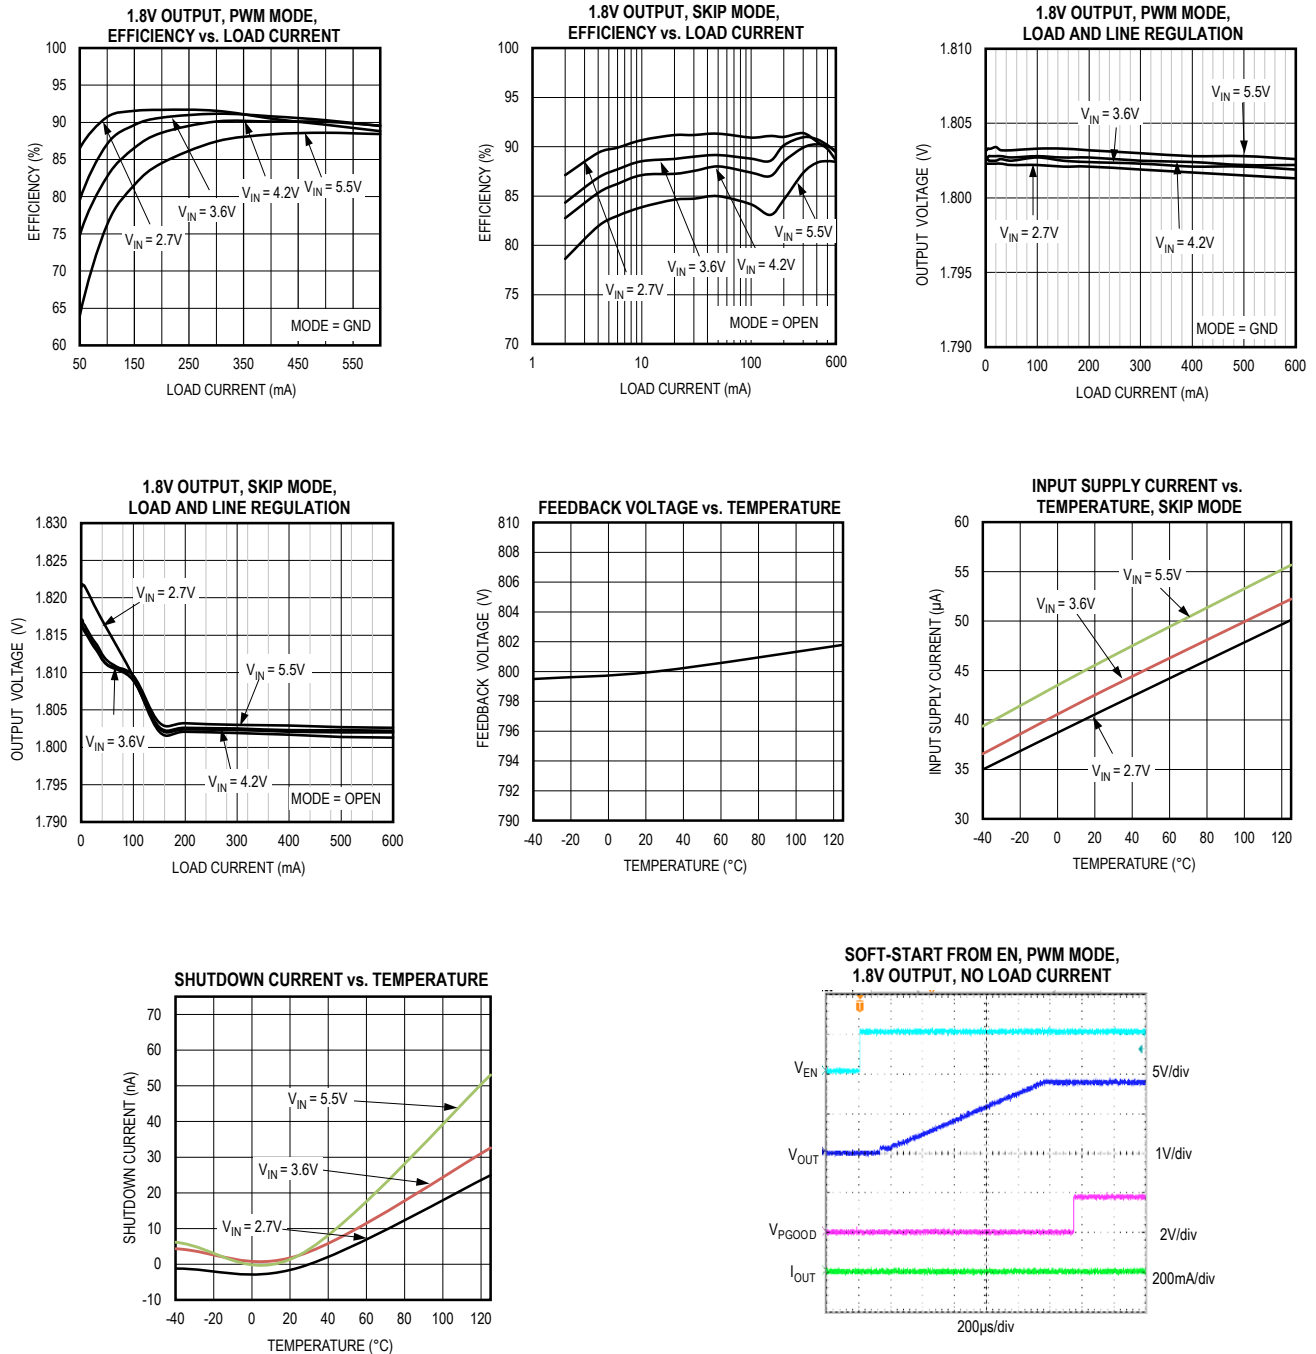 1.8V OUTPUT, PWM MODE,
EFFICIENCY vs. LOAD CURRENT
100
95
90
85
80
75
70
65
60
EFFICIENCY (%)
VIN = 5.5V
VIN = 4.2V
VIN = 3.6V
VIN = 2.7V
MODE = GND
50 150 250 350 450 550
LOAD CURRENT (mA)
1.8V OUTPUT, SKIP MODE,
EFFICIENCY vs. LOAD CURRENT
100
95
90
85
80
75
70
EFFICIENCY (%)
VIN = 5.5V
VIN = 3.6V
VIN = 4.2V
VIN = 2.7V
MODE = OPEN
1 10 100 600
LOAD CURRENT (mA)
1.8V OUTPUT, PWM MODE,
LOAD AND LINE REGULATION
1.810
1.805
1.800
1.795
1.790
OUTPUT VOLTAGE (V)
VIN = 5.5V
VIN = 3.6V
VIN = 2.7V
VIN = 4.2V
MODE = GND
0 100 200 300 400 500 600
LOAD CURRENT (mA)
1.8V OUTPUT, SKIP MODE,
LOAD AND LINE REGULATION
1.830
1.825
1.820
1.815
1.810
1.805
1.800
1.795
1.790
OUTPUT VOLTAGE (V)
VIN = 2.7V
VIN = 5.5V
VIN = 3.6V
VIN = 4.2V
MODE = OPEN
0 100 200 300 400 500 600
LOAD CURRENT (mA)
FEEDBACK VOLTAGE vs. TEMPERATURE
810
808
806
804
802
800
798
796
794
792
790
FEEDBACK VOLTAGE (V)
-40 -20 0 20 40 60 80 100 120
TEMPERATURE (°C)
INPUT SUPPLY CURRENT vs.
TEMPERATURE, SKIP MODE
60
55
50
45
40
35
30
INPUT SUPPLY CURRENT (µA)
VIN = 5.5V
VIN = 3.6V
VIN = 2.7V
-40 -20 0 20 40 60 80 100 120
TEMPERATURE (°C)
SHUTDOWN CURRENT vs. TEMPERATURE
70
60
50
40
30
20
10
0
-10
SHUTDOWN CURRENT (nA)
VIN = 5.5V
VIN = 3.6V
VIN = 2.7V
-40 -20 0 20 40 60 80 100 120
TEMPERATURE (°C)
SOFT-START FROM EN, PWM MODE,
1.8V OUTPUT, NO LOAD CURRENT
VEN
5V/div
VOUT
1V/div
VPGOOD
2V/div
IOUT
200mA/div
200µs/div